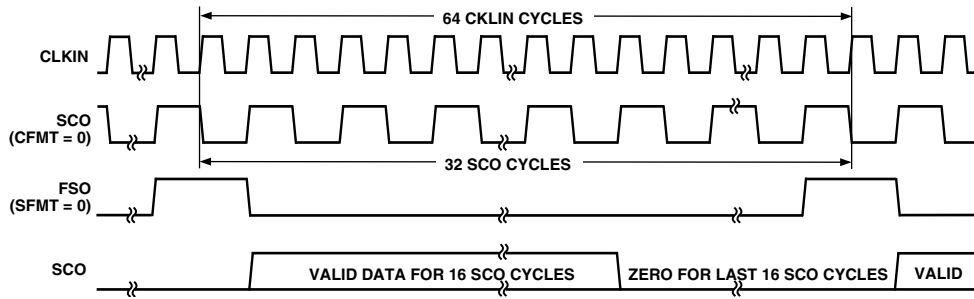 64 CKLIN CYCLES
CLKIN
SCO
(CFMT = 0)
32 SCO CYCLES
FSO
(SFMT = 0)
SCO
VALID DATA FOR 16 SCO CYCLES
ZERO FOR LAST 16 SCO CYCLES
VALID